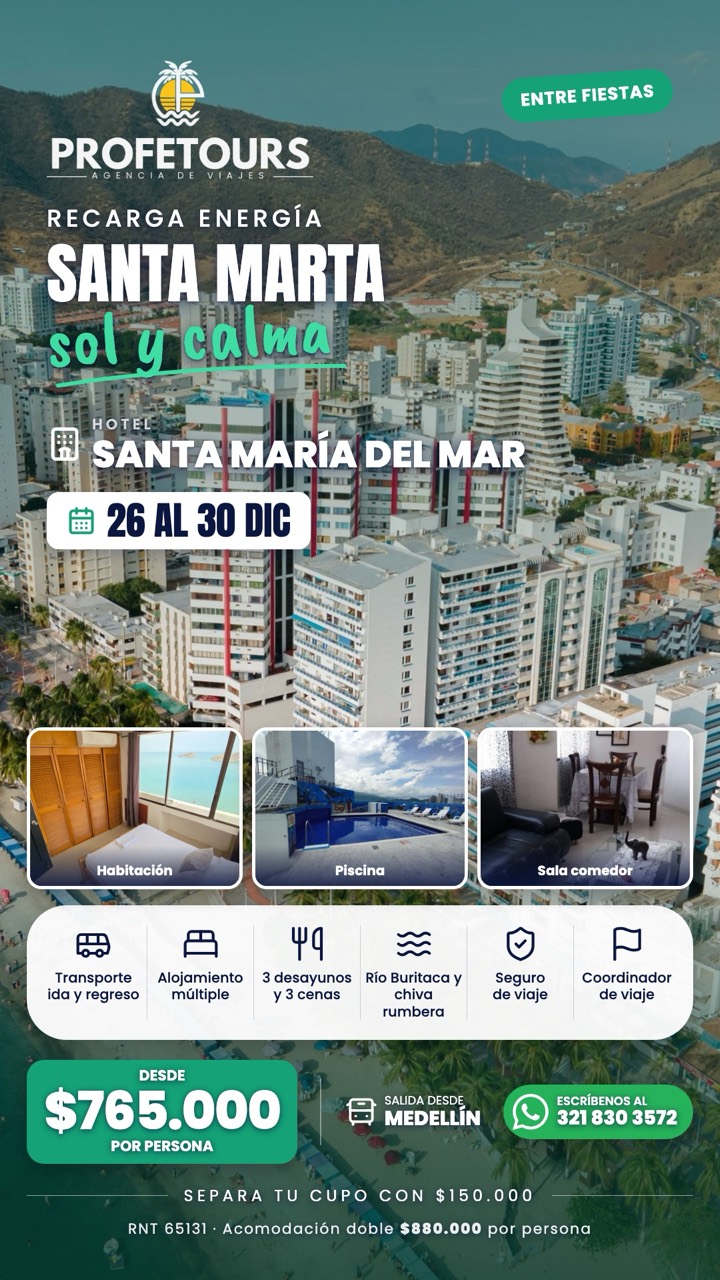 ENTRE FIESTAS
PROFETOURS
AGENCIA DE VIAJES
RECARGA ENERGÍA
SANTA MARTA
sol y calma
HOTEL
SANTA MARÍA DEL MAR
26 AL 30 DIC
Habitación
Piscina
Sala comedor
Transporte
ida y regreso
Alojamiento
múltiple
3 desayunos
y 3 cenas
Río Buritaca y
chiva
rumbera
Seguro
de viaje
Coordinador
de viaje
DESDE
$765.000
POR PERSONA
SALIDA DESDE
MEDELLÍN
ESCRÍBENOS AL
321 830 3572
SEPARA TU CUPO CON $150.000
RNT 65131 · Acomodación doble $880.000 por persona